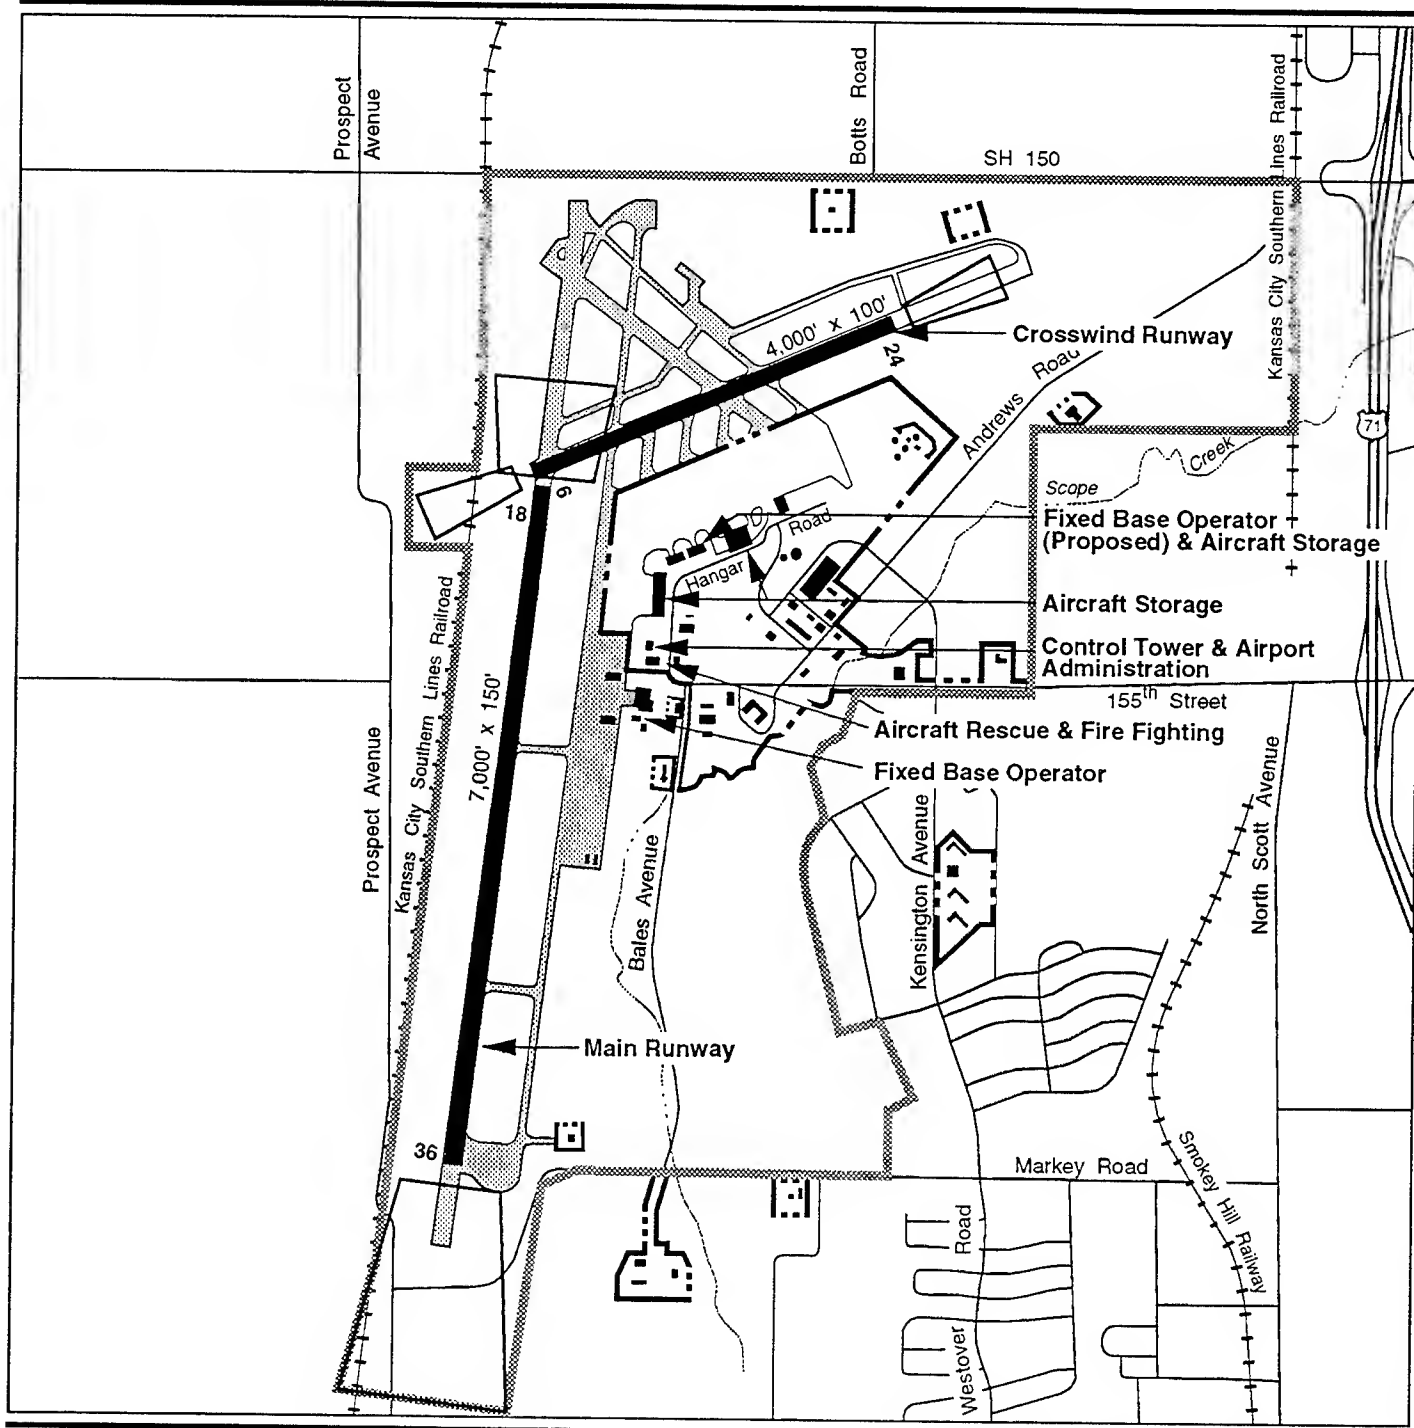 Prospect
Avenue
Botts Road
SH 150
Kansas City Southern Lines Railroad
4,000' x 100'
24
Crosswind Runway
Andrews Road
71
Creek
Scope
6
18
Road
Hangar
Fixed Base Operator
(Proposed) & Aircraft Storage
Aircraft Storage
Control Tower & Airport
Administration
155th Street
Aircraft Rescue & Fire Fighting
Fixed Base Operator
Kansas City Southern Lines Railroad
7,000' x 150'
Prospect Avenue
Bales Avenue
Kensington Avenue
North Scott Avenue
Main Runway
36
Markey Road
Smokey Hill Railway
Westover Road